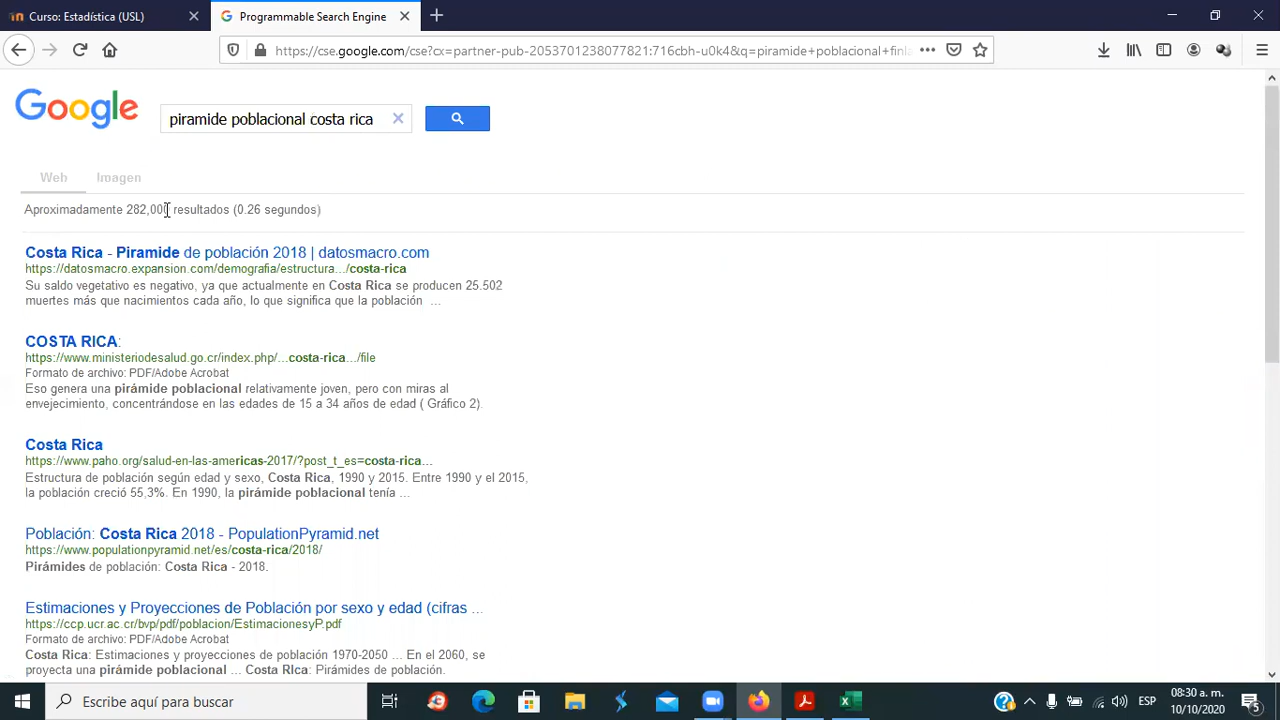 Curso: Estadística (USL)
Programmable Search Engine
https://cse.google.com/cse?cx=partner-pub-2053701238077821:716cbh-u0k4&q=piramide+poblacional+finla
Google
piramide poblacional costa rica
Web Imagen
Aproximadamente 282,000 resultados (0.26 segundos)
Costa Rica - Piramide de población 2018 | datosmacro.com
https://datosmacro.expansion.com/demografia/estructura.../costa-rica
Su saldo vegetativo es negativo, ya que actualmente en Costa Rica se producen 25.502
muertes más que nacimientos cada año, lo que significa que la población ...
COSTA RICA:
https://www.ministeriodesalud.go.cr/index.php/...costa-rica.../file
Formato de archivo: PDF/Adobe Acrobat
Eso genera una pirámide poblacional relativamente joven, pero con miras al
envejecimiento, concentrándose en las edades de 15 a 34 años de edad ( Gráfico 2).
Costa Rica
https://www.paho.org/salud-en-las-americas-2017/?post_t_es=costa-rica...
Estructura de población según edad y sexo, Costa Rica, 1990 y 2015. Entre 1990 y el 2015,
la población creció 55,3%. En 1990, la pirámide poblacional tenía ...
Población: Costa Rica 2018 - PopulationPyramid.net
https://www.populationpyramid.net/es/costa-rica/2018/
Pirámides de población: Costa Rica - 2018.
Estimaciones y Proyecciones de Población por sexo y edad (cifras ...
https://ccp.ucr.ac.cr/bvp/pdf/poblacion/EstimacionesyP.pdf
Formato de archivo: PDF/Adobe Acrobat
Costa Rica: Estimaciones y proyecciones de población 1970-2050 ... En el 2060, se
proyecta una pirámide poblacional ... Costa RIca: Pirámides de población.
Escribe aquí para buscar
ESP
08:30 a. m.
10/10/2020
5